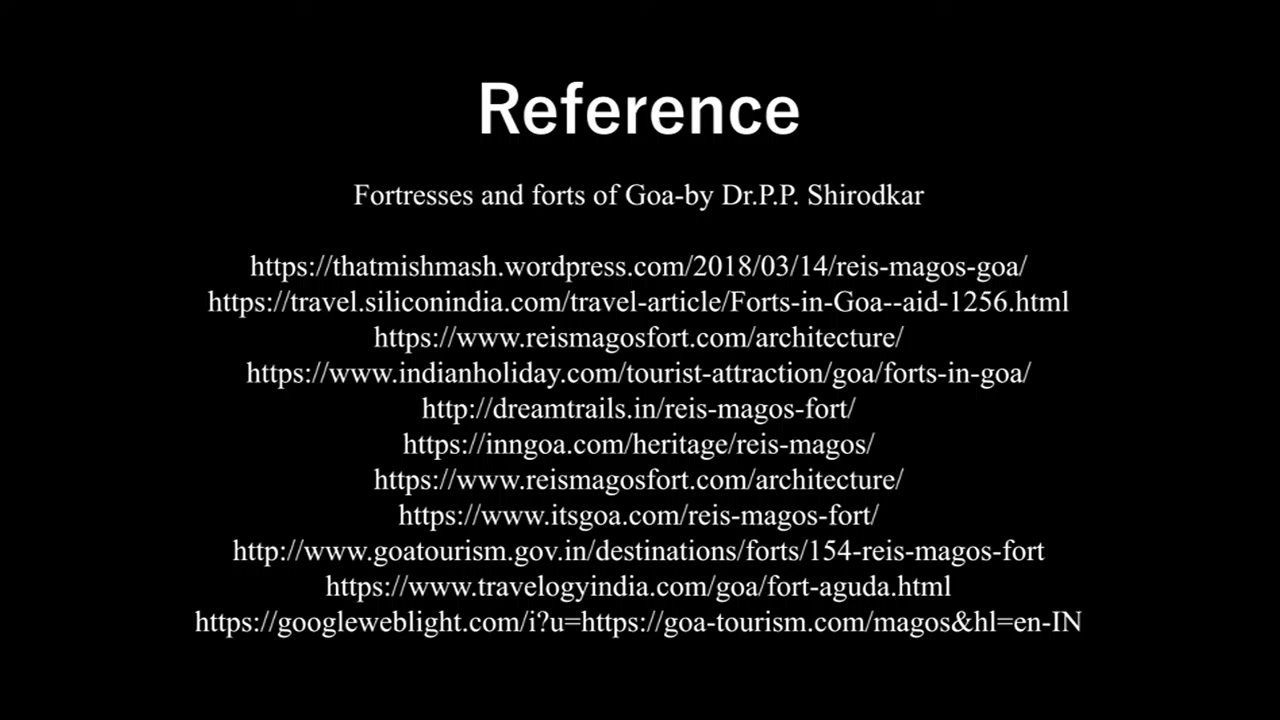 Reference
Fortresses and forts of Goa-by Dr.P.P. Shirodkar
https://thatmishmash.wordpress.com/2018/03/14/reis-magos-goa/
https://travel.siliconindia.com/travel-article/Forts-in-Goa--aid-1256.html
https://www.reismagosfort.com/architecture/
https://www.indianholiday.com/tourist-attraction/goa/forts-in-goa/
http://dreamtrails.in/reis-magos-fort/
https://inngoa.com/heritage/reis-magos/
https://www.reismagosfort.com/architecture/
https://www.itsgoa.com/reis-magos-fort/
http://www.goatourism.gov.in/destinations/forts/154-reis-magos-fort
https://www.travelogyindia.com/goa/fort-aguda.html
https://googleweblight.com/i?u=https://goa-tourism.com/magos&hl=en-IN